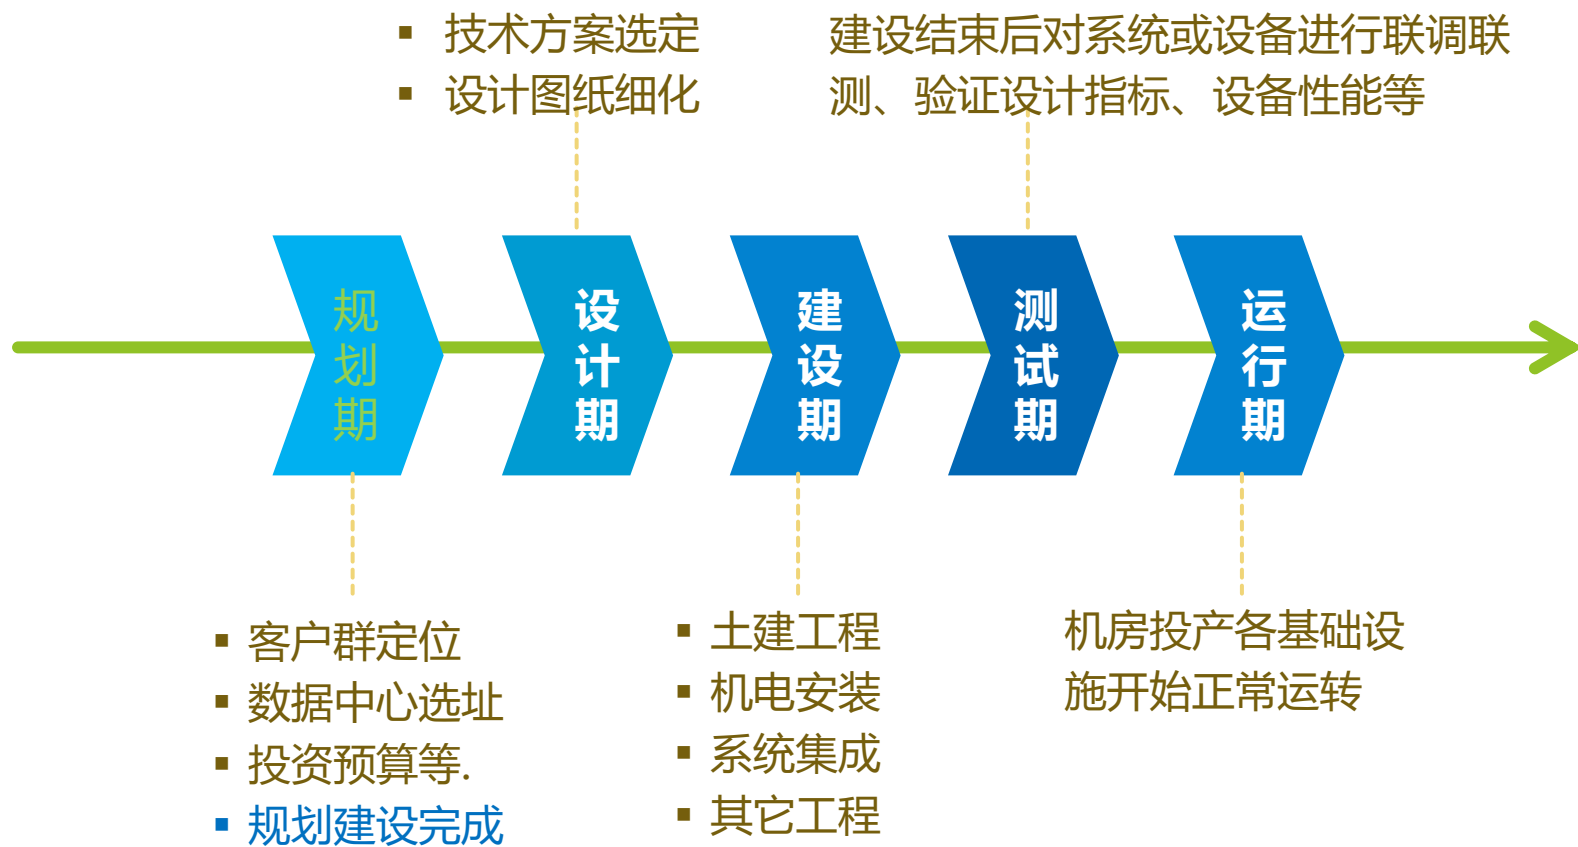 ▪ 技术方案选定
▪ 设计图纸细化
建设结束后对系统或设备进行联调联
测、验证设计指标、设备性能等
规划期
设计期
建设期
测试期
运行期
▪ 客户群定位
▪ 数据中心选址
▪ 投资预算等.
▪ 规划建设完成
▪ 土建工程
▪ 机电安装
▪ 系统集成
▪ 其它工程
机房投产各基础设
施开始正常运转